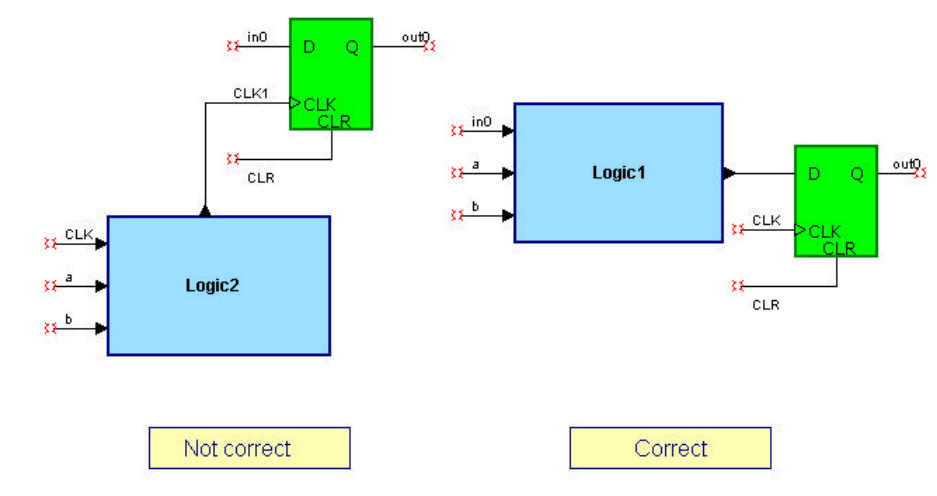 in0
D
Q
out0
CLK1
CLK
CLR
CLR
CLK
a
b
Logic2
in0
a
b
Logic1
D
Q
out0
CLK
CLK
CLR
CLR
Not correct
Correct